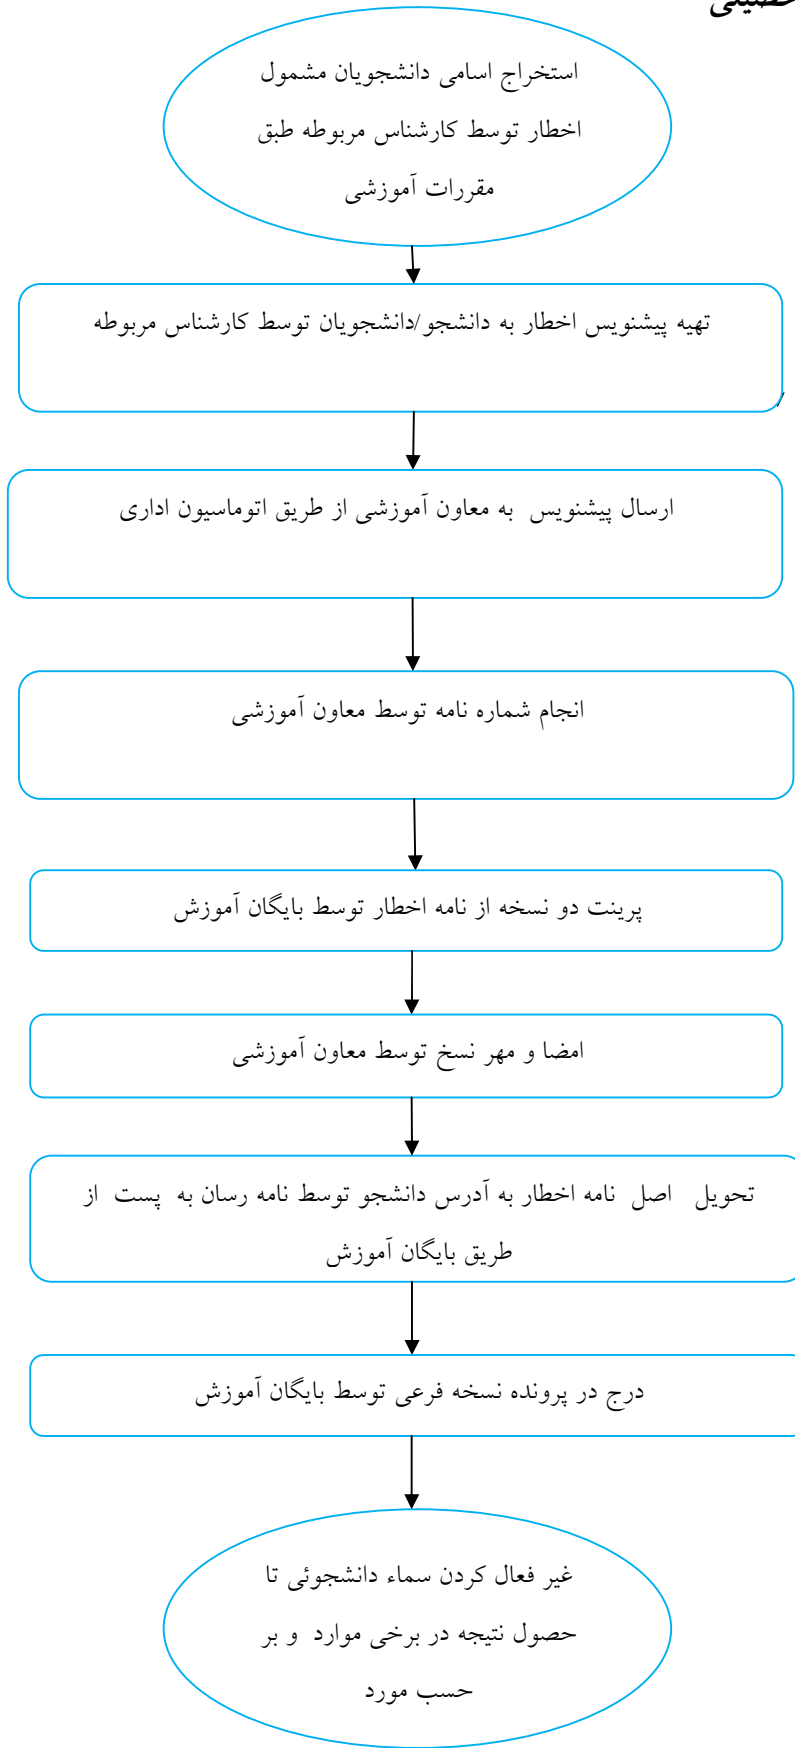 استخراج اسامی دانشجویان مشمول
اخطار توسط کارشناس مربوطه طبق
مقررات آموزشی
تهیه پیشنویس اخطار به دانشجو/دانشجویان توسط کارشناس مربوطه
ارسال پیشنویس به معاون آموزشی از طریق اتوماسیون اداری
انجام شماره نامه توسط معاون آموزشی
پرینت دو نسخه از نامه اخطار توسط بایگان آموزش
امضا و مهر نسخ توسط معاون آموزشی
تحویل اصل نامه اخطار به آدرس دانشجو توسط نامه رسان به پست از
طریق بایگان آموزش
درج در پرونده نسخه فرعی توسط بایگان آموزش
غیر فعال کردن سماء دانشجوئی تا
حصول نتیجه در برخی موارد و بر
حسب مورد